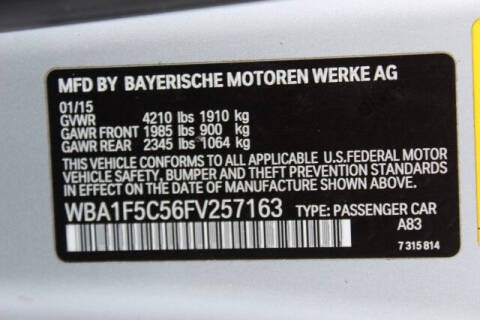 MFD BY BAYERISCHE MOTOREN WERKE AG
01/15
GVWR 4210 lbs 1910 kg
GAWR FRONT 1985 lbs 900 kg
GAWR REAR 2345 lbs 1064 kg
THIS VEHICLE CONFORMS TO ALL APPLICABLE U.S.FEDERAL MOTOR
VEHICLE SAFETY, BUMPER AND THEFT PREVENTION STANDARDS
IN EFFECT ON THE DATE OF MANUFACTURE SHOWN ABOVE.
WBA1F5C56FV257163 TYPE: PASSENGER CAR
A83
7 315 814